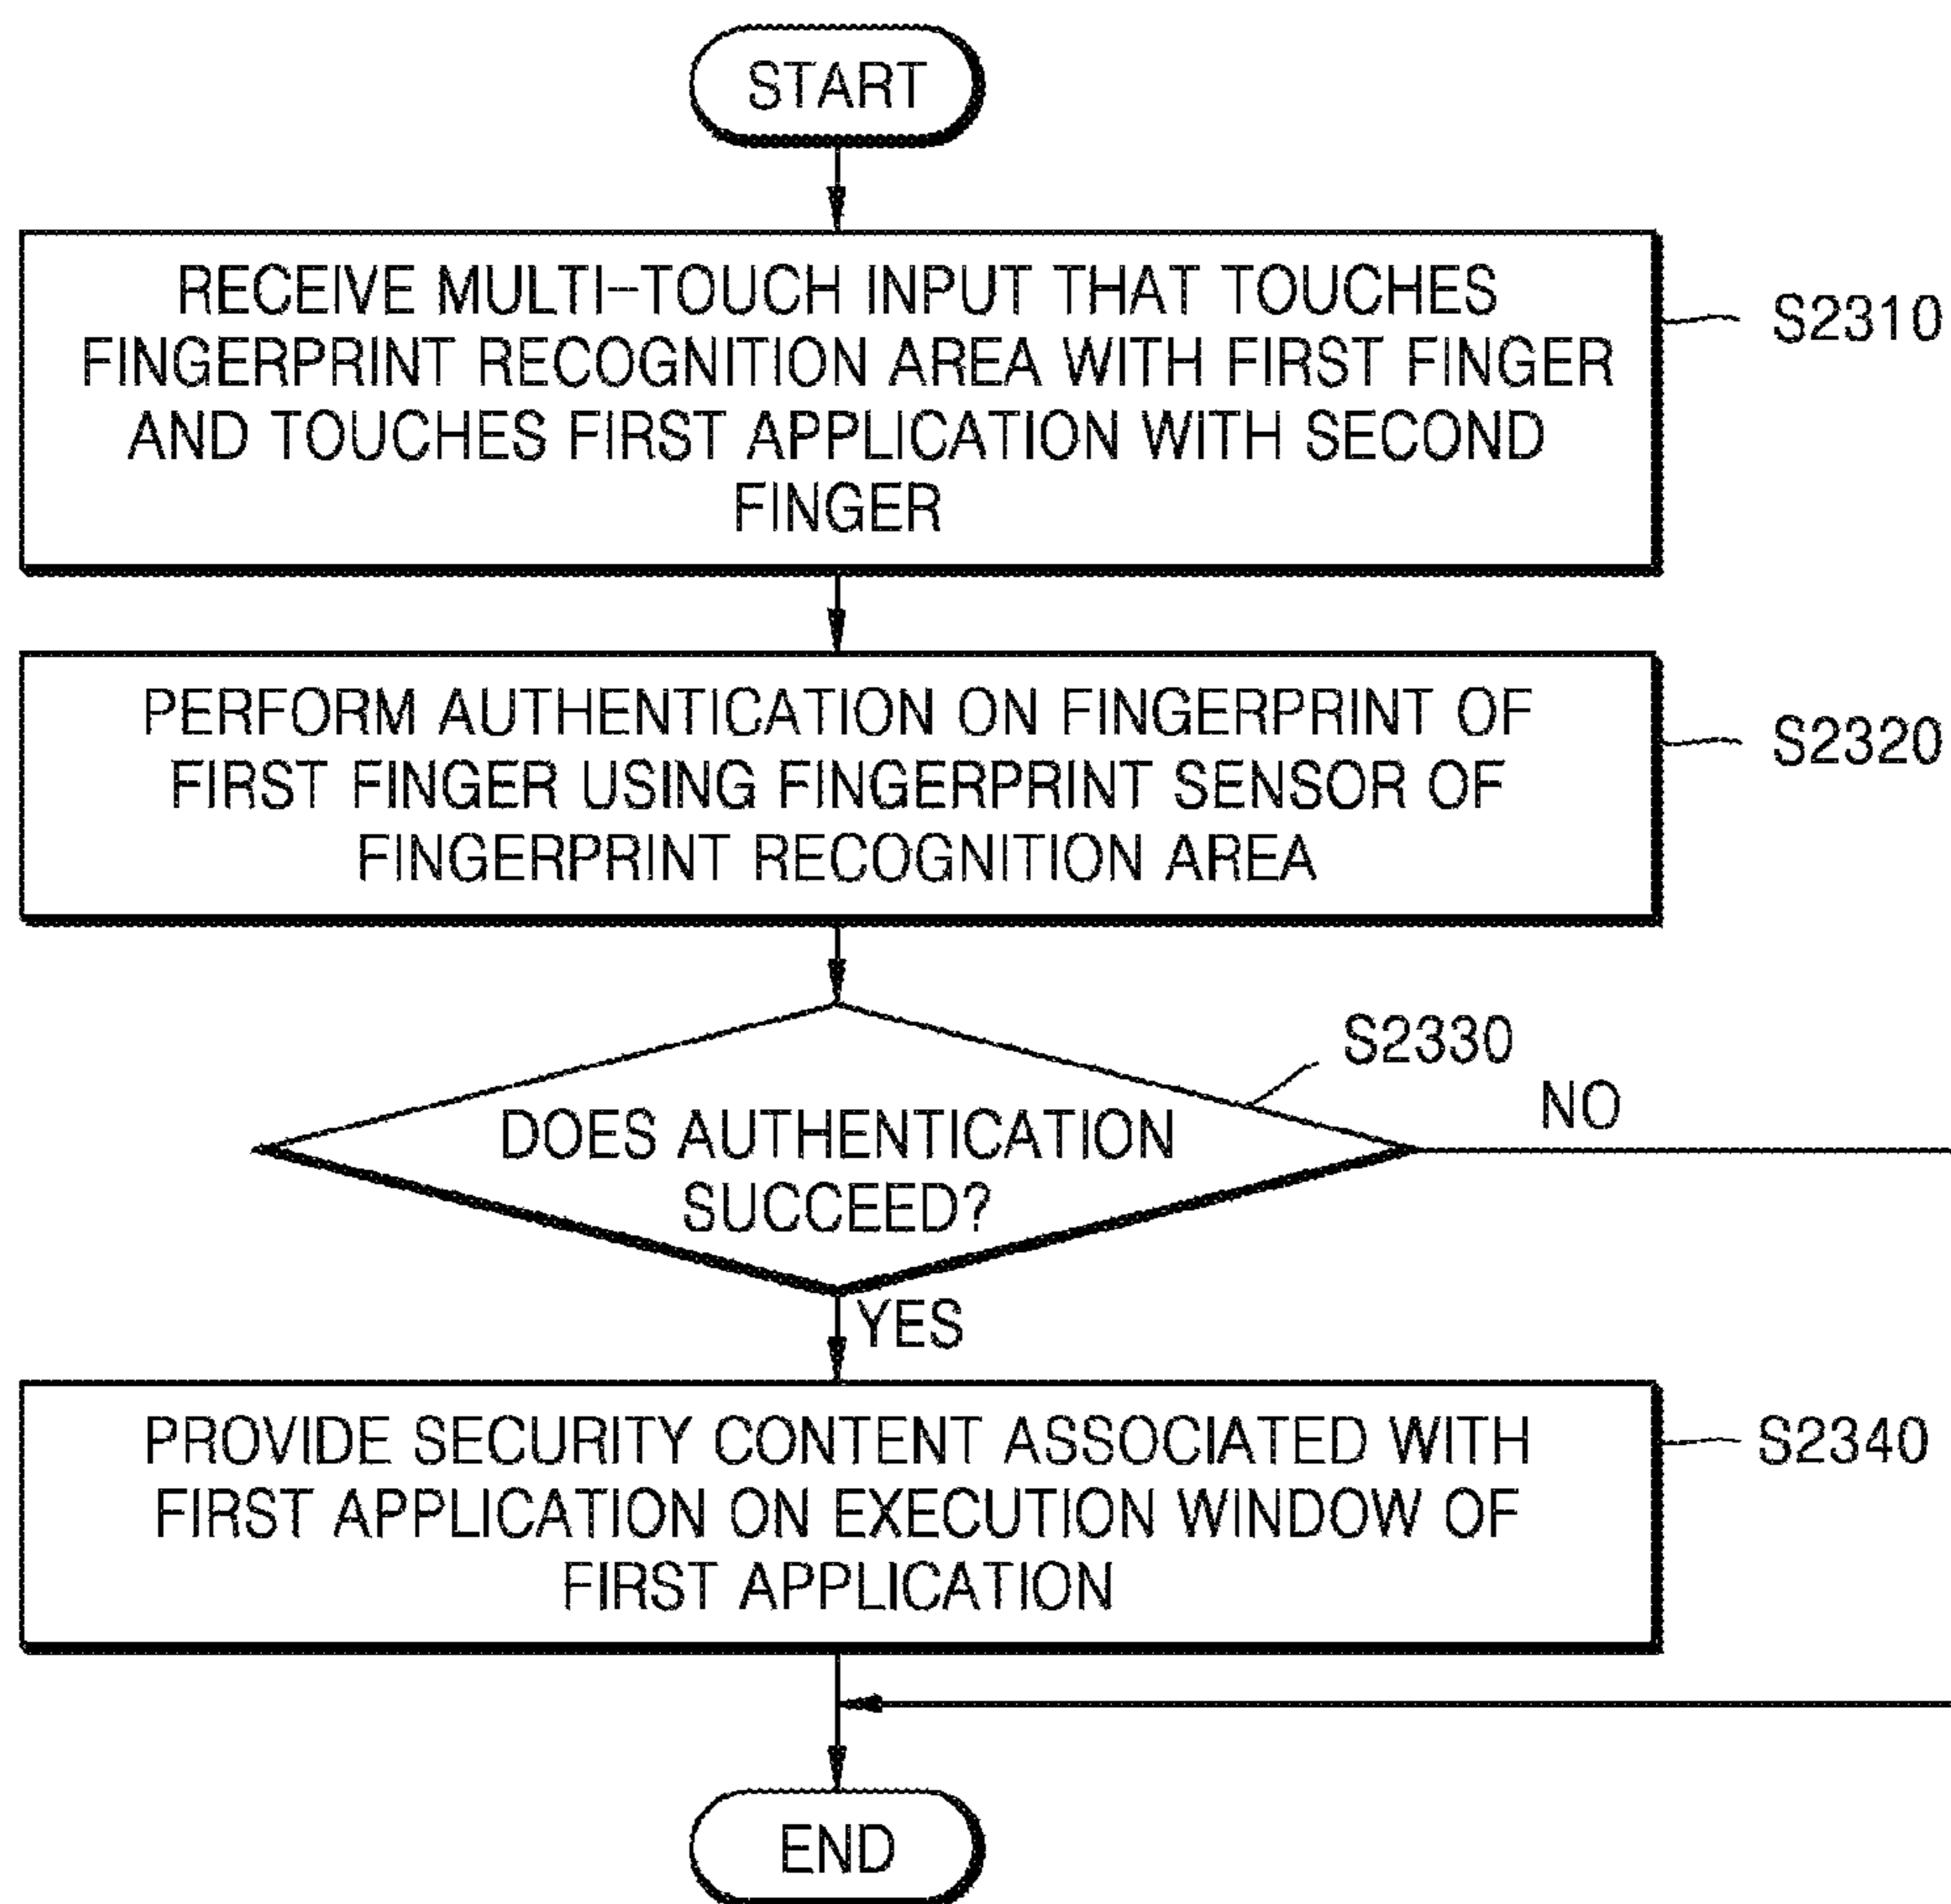 START
RECEIVE MULTI-TOUCH INPUT THAT TOUCHES
FINGERPRINT RECOGNITION AREA WITH FIRST FINGER
AND TOUCHES FIRST APPLICATION WITH SECOND
FINGER
S2310
PERFORM AUTHENTICATION ON FINGERPRINT OF
FIRST FINGER USING FINGERPRINT SENSOR OF
FINGERPRINT RECOGNITION AREA
S2320
S2330
NO
DOES AUTHENTICATION
SUCCEED?
YES
PROVIDE SECURITY CONTENT ASSOCIATED WITH
FIRST APPLICATION ON EXECUTION WINDOW OF
FIRST APPLICATION
S2340
END